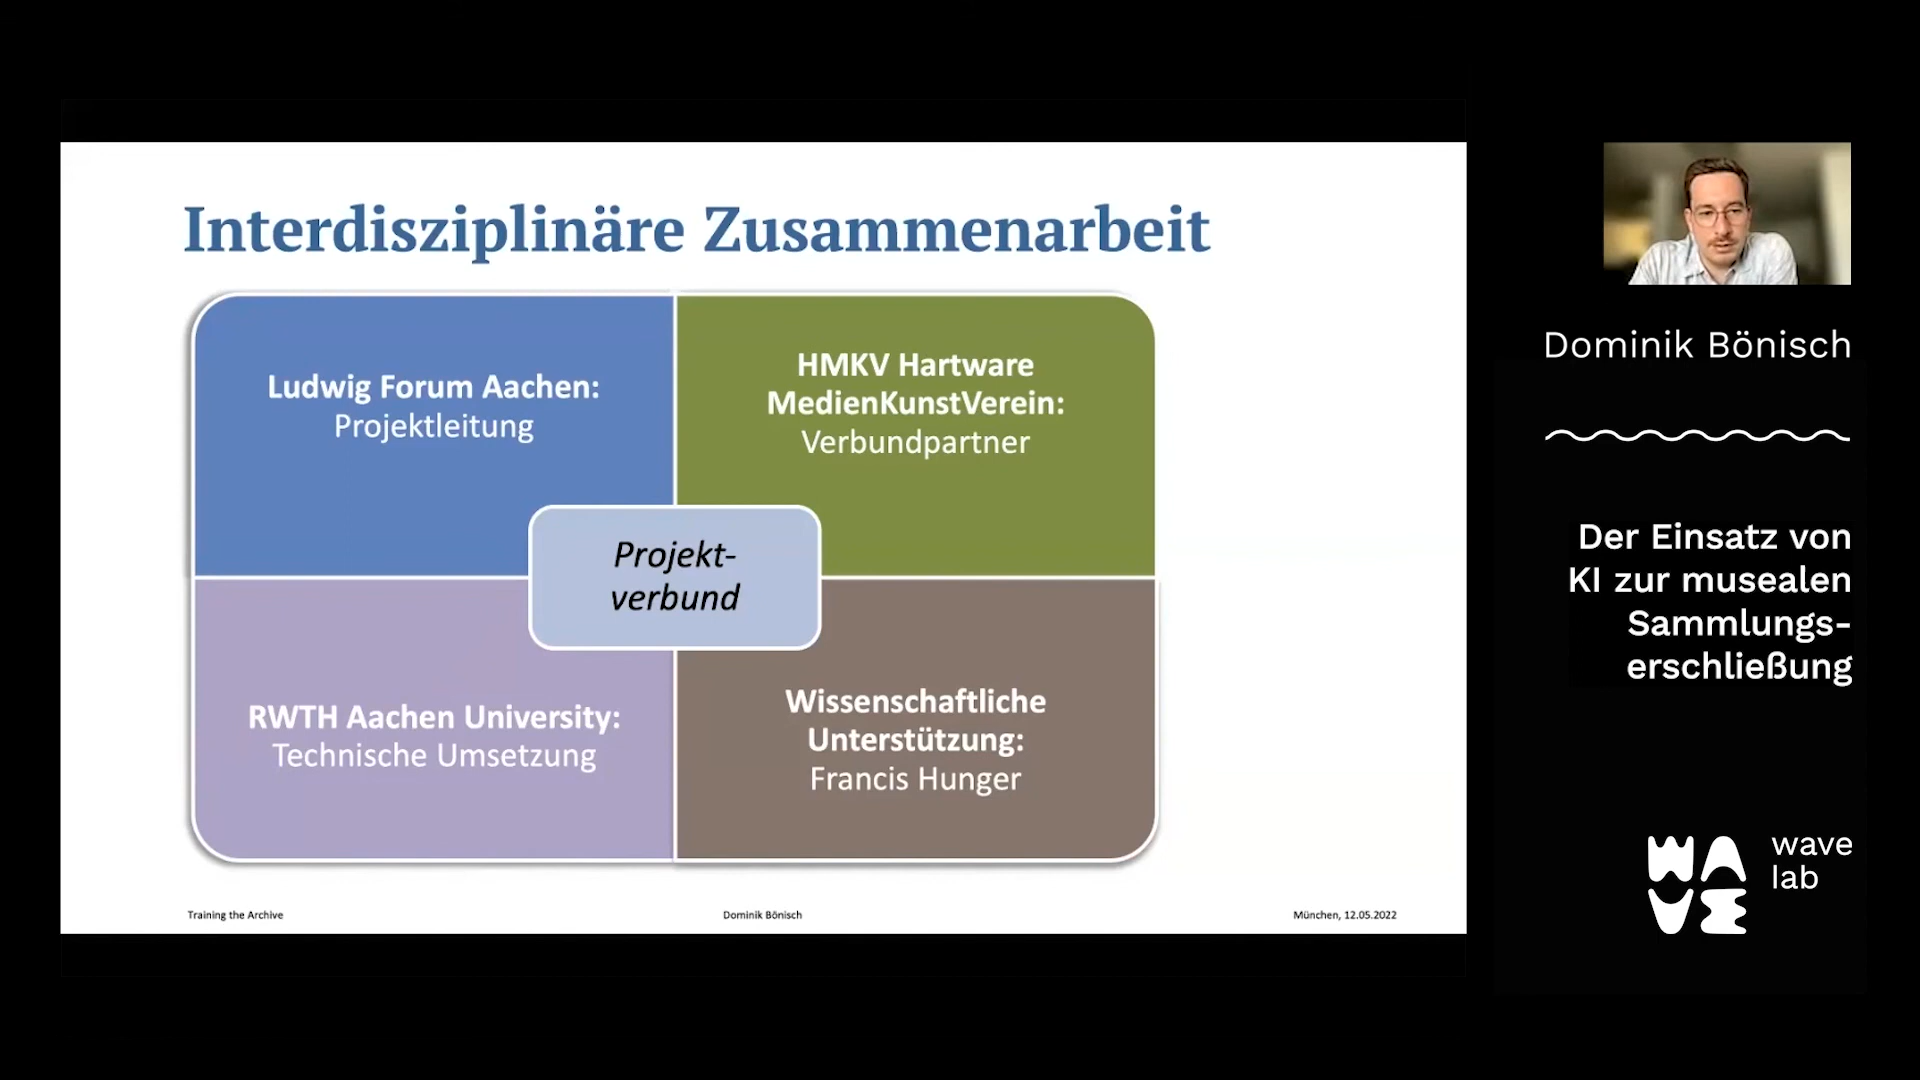 Interdisziplinäre Zusammenarbeit
Ludwig Forum Aachen:
Projektleitung
HMKV Hartware
MedienKunstVerein:
Verbundpartner
Projekt-
verbund
RWTH Aachen University:
Technische Umsetzung
Wissenschaftliche
Unterstützung:
Francis Hunger
Training the Archive
Dominik Bönisch
München, 12.05.2022
Dominik Bönisch
Der Einsatz von
KI zur musealen
Sammlungs-
erschließung
WAVE
wave
lab